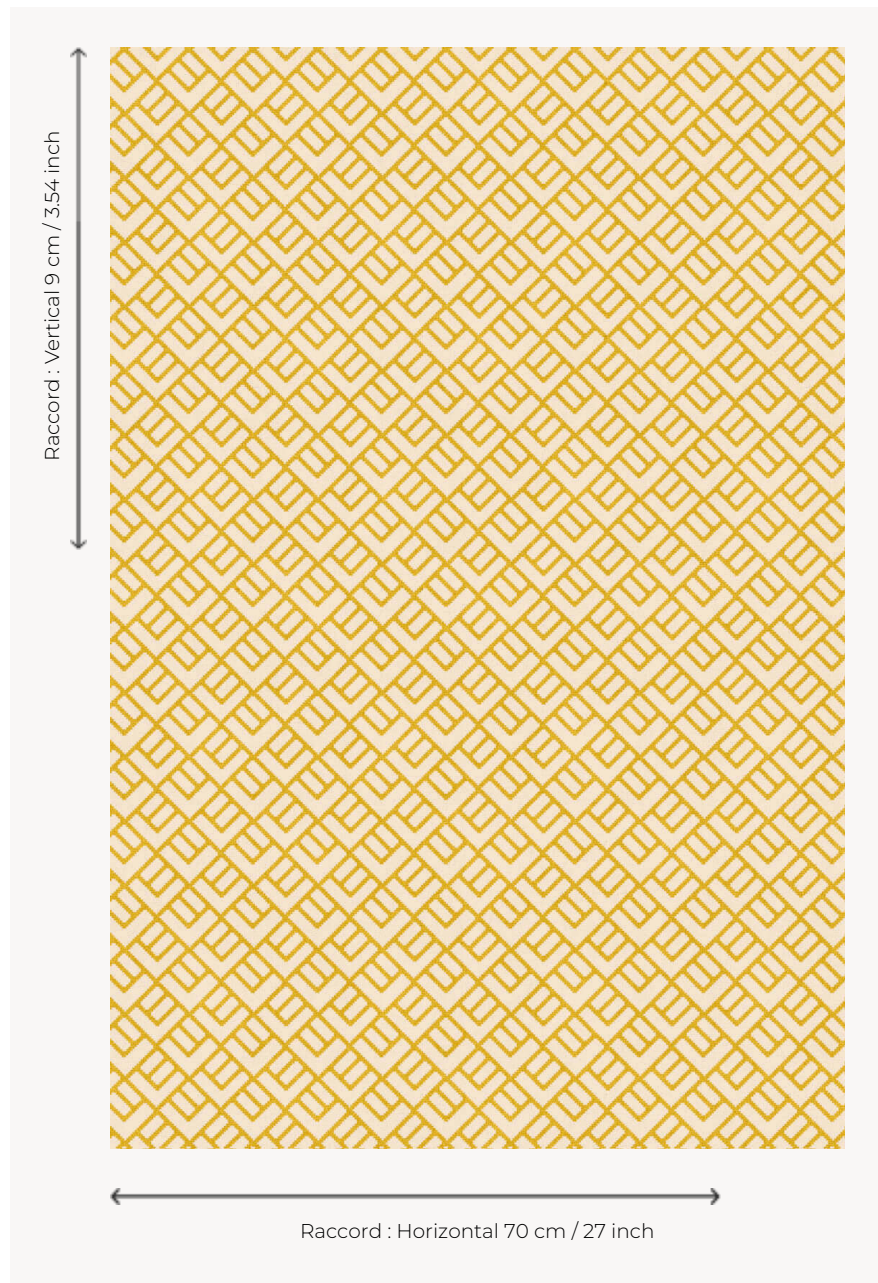 Raccord : Vertical 9 cm / 3.54 inch
Raccord : Horizontal 70 cm / 27 inch